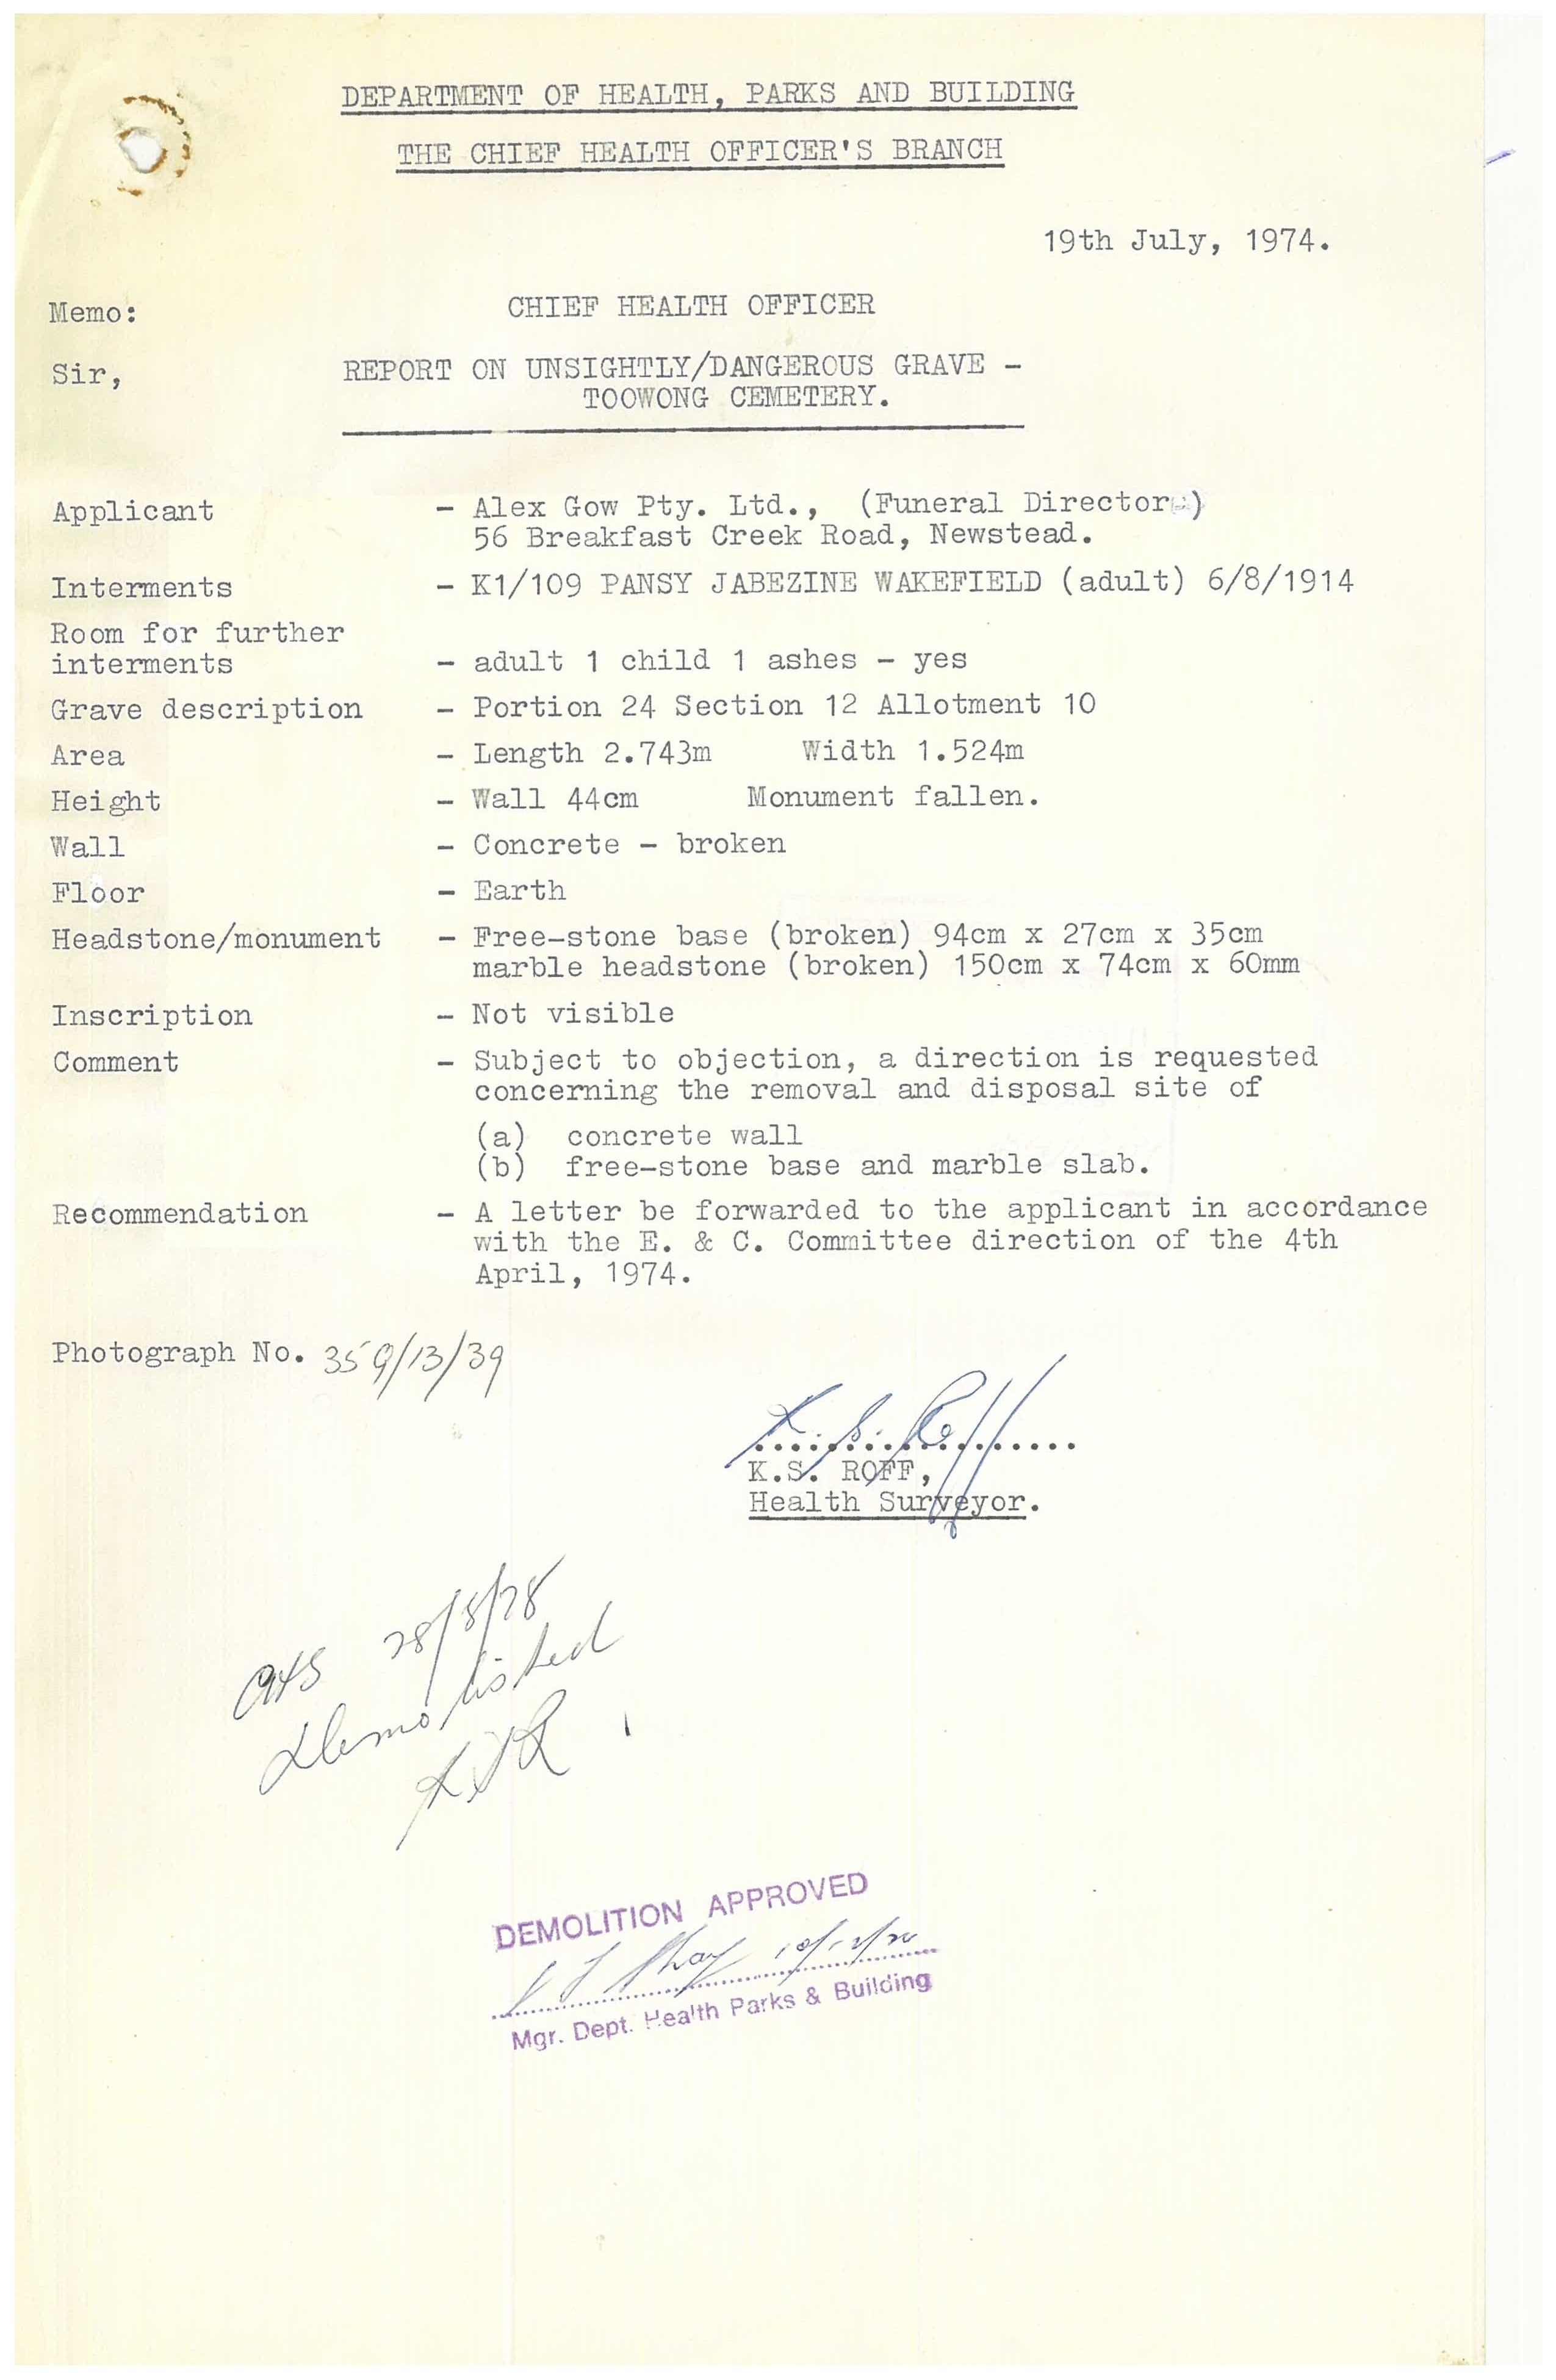 DEPARTMENT OF HEALTH, PARKS AND BUILDING
THE CHIEF HEALTH OFFICER'S BRANCH
19th July, 1974.
Memo: CHIEF HEALTH OFFICER
Sir, REPORT ON UNSIGHTLY/DANGEROUS GRAVE –
TOOWONG CEMETERY.
Applicant – Alex Gow Pty. Ltd., (Funeral Director)
56 Breakfast Creek Road, Newstead.
Interments – K1/109 PANSY JABEZINE WAKEFIELD (adult) 6/8/1914
Room for further
interments – adult 1 child 1 ashes – yes
Grave description – Portion 24 Section 12 Allotment 10
Area – Length 2.743m Width 1.524m
Height – Wall 44cm Monument fallen.
Wall – Concrete – broken
Floor – Earth
Headstone/monument – Free-stone base (broken) 94cm x 27cm x 35cm
marble headstone (broken) 150cm x 74cm x 60mm
Inscription – Not visible
Comment – Subject to objection, a direction is requested
concerning the removal and disposal site of
(a) concrete wall
(b) free-stone base and marble slab.
Recommendation – A letter be forwarded to the applicant in accordance
with the E. & C. Committee direction of the 4th
April, 1974.
Photograph No. 359/13/39
K. S. Roff
K.S. ROFF,
Health Surveyor.
28/8/78
Demolished
DEMOLITION APPROVED
Mgr. Dept. Health Parks & Building